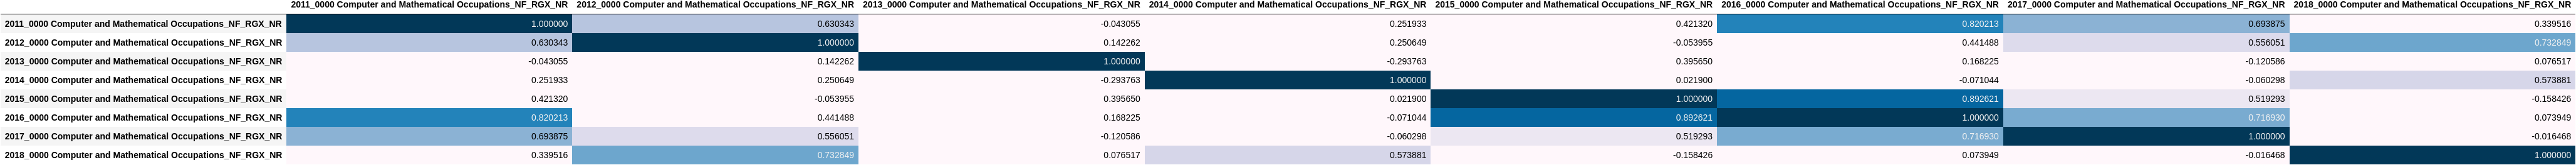 2011_0000 Computer and Mathematical Occupations_NF_RGX_NR 2012_0000 Computer and Mathematical Occupations_NF_RGX_NR 2013_0000 Computer and Mathematical Occupations_NF_RGX_NR 2014_0000 Computer and Mathematical Occupations_NF_RGX_NR 2015_0000 Computer and Mathematical Occupations_NF_RGX_NR 2016_0000 Computer and Mathematical Occupations_NF_RGX_NR 2017_0000 Computer and Mathematical Occupations_NF_RGX_NR 2018_0000 Computer and Mathematical Occupations_NF_RGX_NR
2011_0000 Computer and Mathematical Occupations_NF_RGX_NR 1.000000 0.630343 -0.043055 0.251933 0.421320 0.820213 0.693875 0.339516
2012_0000 Computer and Mathematical Occupations_NF_RGX_NR 0.630343 1.000000 0.142262 0.250649 -0.053955 0.441488 0.556051 0.732849
2013_0000 Computer and Mathematical Occupations_NF_RGX_NR -0.043055 0.142262 1.000000 -0.293763 0.395650 0.168225 -0.120586 0.076517
2014_0000 Computer and Mathematical Occupations_NF_RGX_NR 0.251933 0.250649 -0.293763 1.000000 0.021900 -0.071044 -0.060298 0.573881
2015_0000 Computer and Mathematical Occupations_NF_RGX_NR 0.421320 -0.053955 0.395650 0.021900 1.000000 0.892621 0.519293 -0.158426
2016_0000 Computer and Mathematical Occupations_NF_RGX_NR 0.820213 0.441488 0.168225 -0.071044 0.892621 1.000000 0.716930 0.073949
2017_0000 Computer and Mathematical Occupations_NF_RGX_NR 0.693875 0.556051 -0.120586 -0.060298 0.519293 0.716930 1.000000 -0.016468
2018_0000 Computer and Mathematical Occupations_NF_RGX_NR 0.339516 0.732849 0.076517 0.573881 -0.158426 0.073949 -0.016468 1.000000